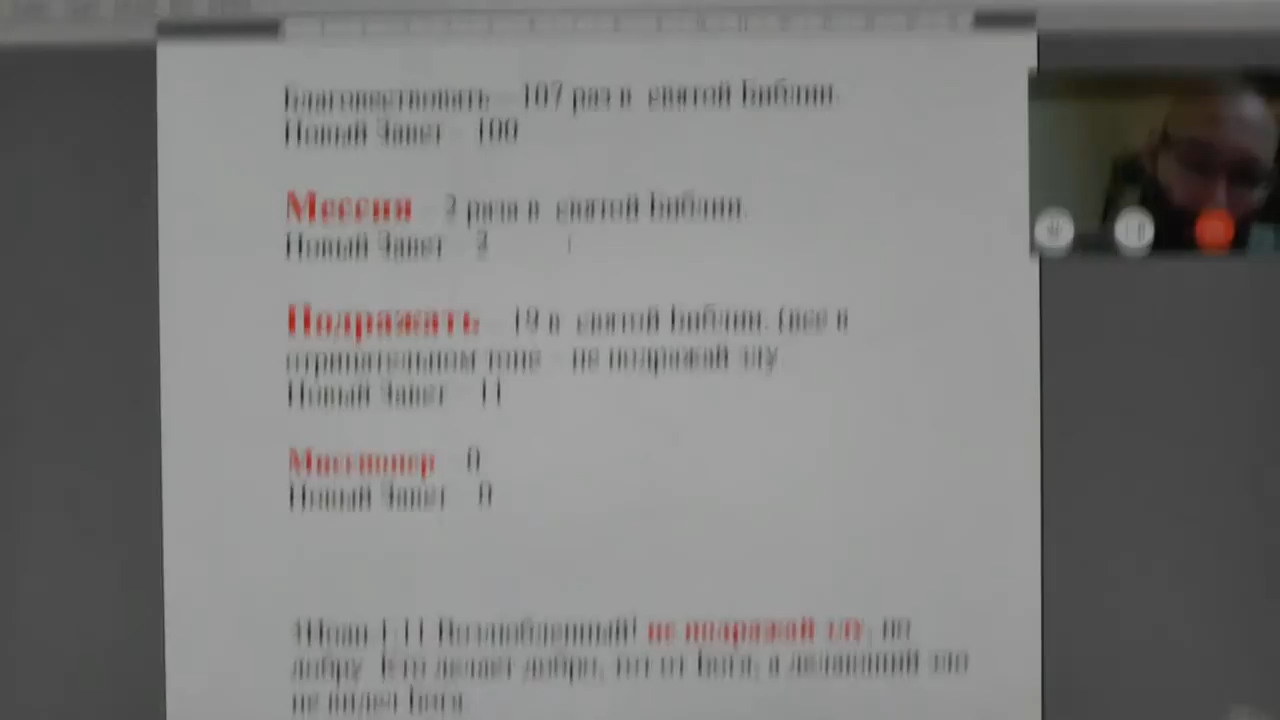 Благовествовать – 107 раз в святой Библии.
Новый Завет – 100
Мессия – 2 раза в святой Библии.
Новый Завет – 2
Подражать – 19 в святой Библии. (все в
отрицательном тоне – не подражай злу
Новый Завет – 11
Миссионер – 0
Новый Завет – 0
3Иоан 1:11 Возлюбленный! не подражай злу, но
добру. Кто делает добро, тот от Бога; а делающий зло
не видел Бога